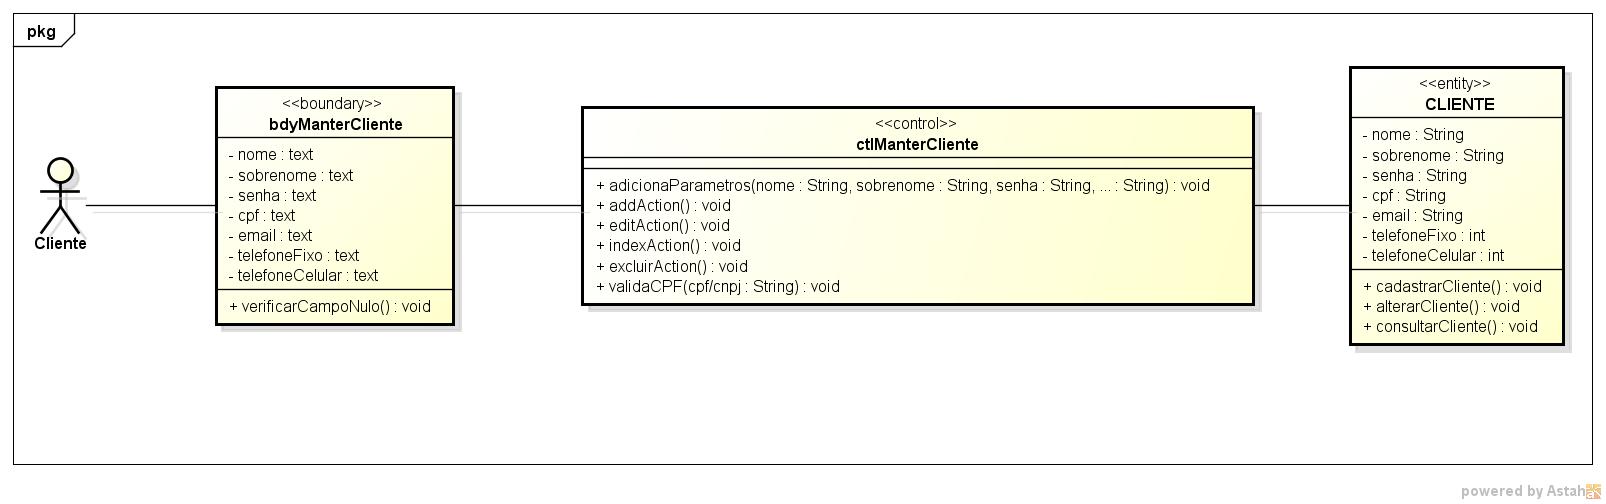 pkg
Cliente
<<boundary>>
bdyManterCliente
- nome : text
- sobrenome : text
- senha : text
- cpf : text
- email : text
- telefoneFixo : text
- telefoneCelular : text
+ verificarCampoNulo() : void
<<control>>
ctlManterCliente
+ adicionaParametros(nome : String, sobrenome : String, senha : String, ... : String) : void
+ addAction() : void
+ editAction() : void
+ indexAction() : void
+ excluirAction() : void
+ validaCPF(cpf/cnpj : String) : void
<<entity>>
CLIENTE
- nome : String
- sobrenome : String
- senha : String
- cpf : String
- email : String
- telefoneFixo : int
- telefoneCelular : int
+ cadastrarCliente() : void
+ alterarCliente() : void
+ consultarCliente() : void
powered by Astah